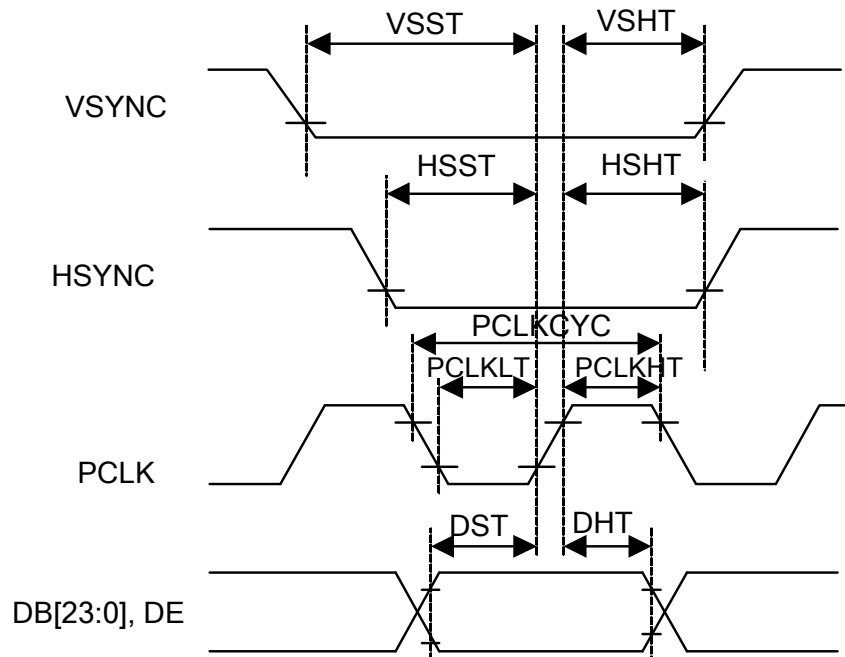 VSST
VSHT
VSYNC
HSST
HSHT
HSYNC
PCLKCYC
PCLKLT
PCLKHT
PCLK
DST
DHT
DB[23:0], DE